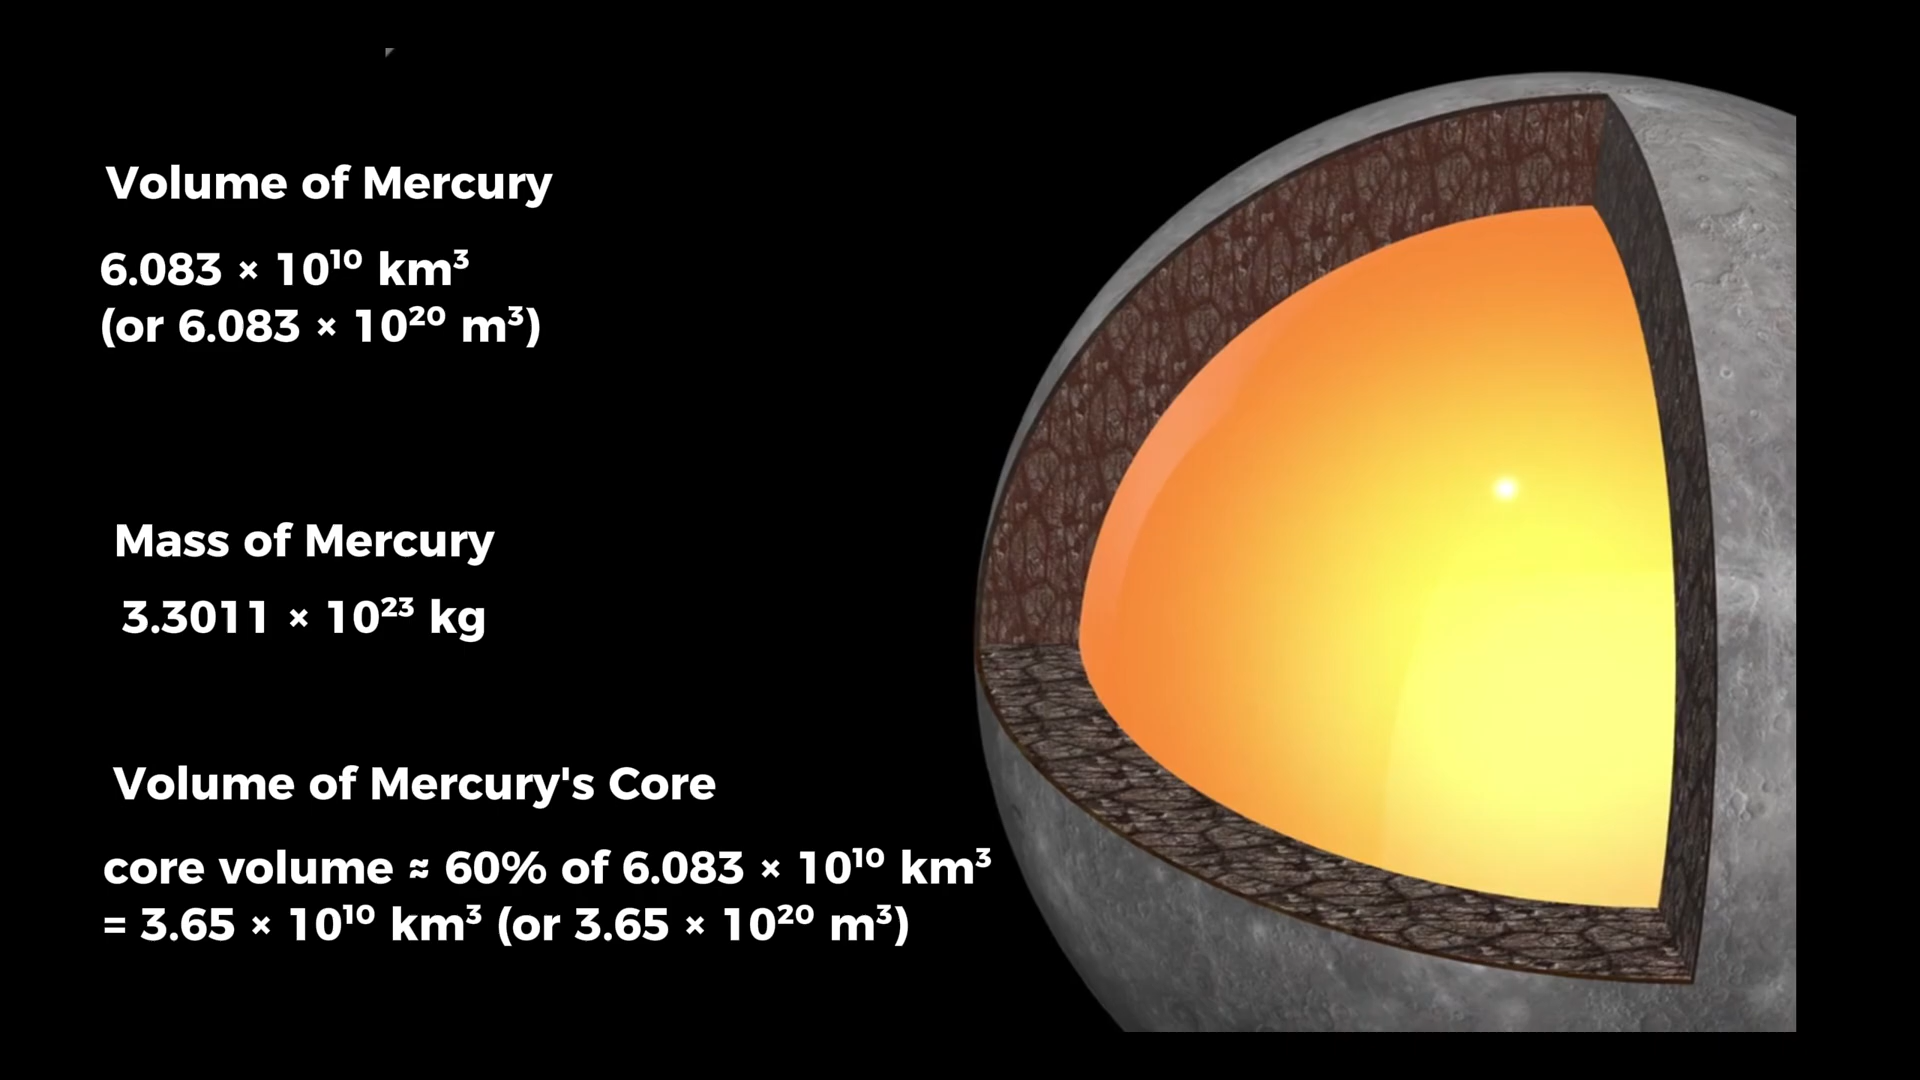 Volume of Mercury
6.083 × 10¹⁰ km³
(or 6.083 × 10²⁰ m³)
Mass of Mercury
3.3011 × 10²³ kg
Volume of Mercury's Core
core volume ≈ 60% of 6.083 × 10¹⁰ km³
= 3.65 × 10¹⁰ km³ (or 3.65 × 10²⁰ m³)